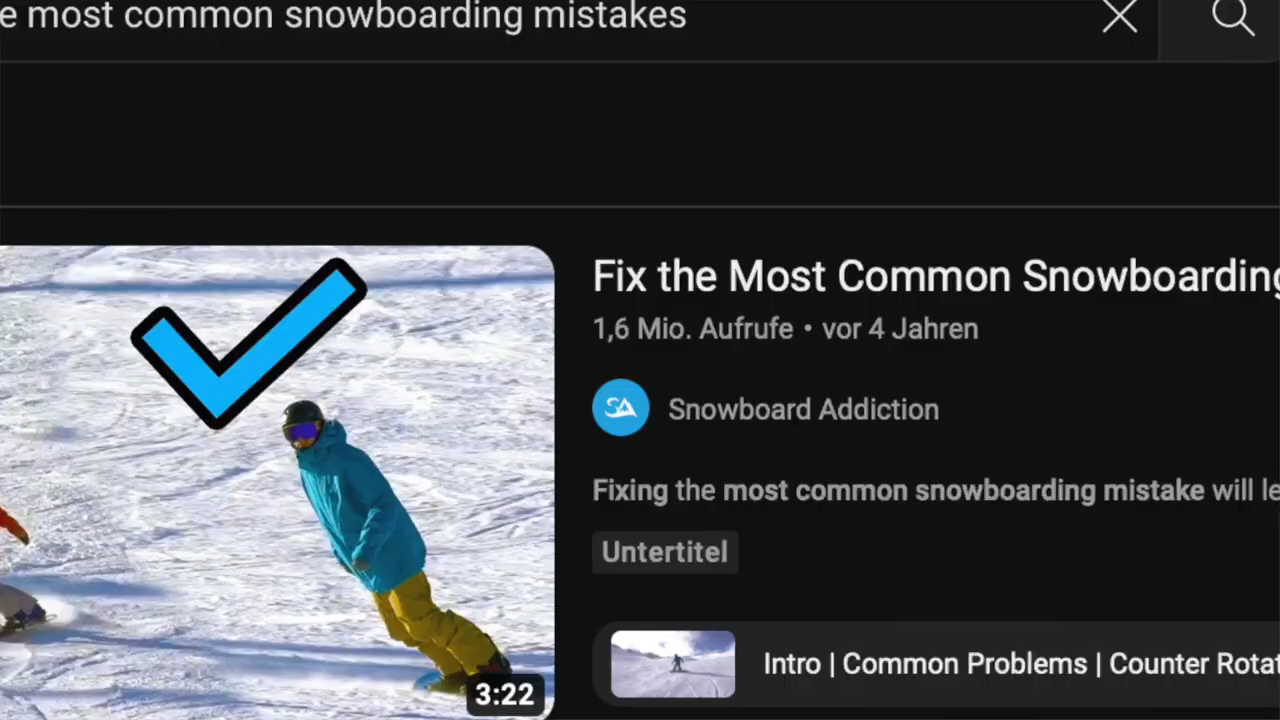 e most common snowboarding mistakes
Fix the Most Common Snowboarding
1,6 Mio. Aufrufe • vor 4 Jahren
SA Snowboard Addiction
Fixing the most common snowboarding mistake will le
Untertitel
3:22
Intro | Common Problems | Counter Rotat